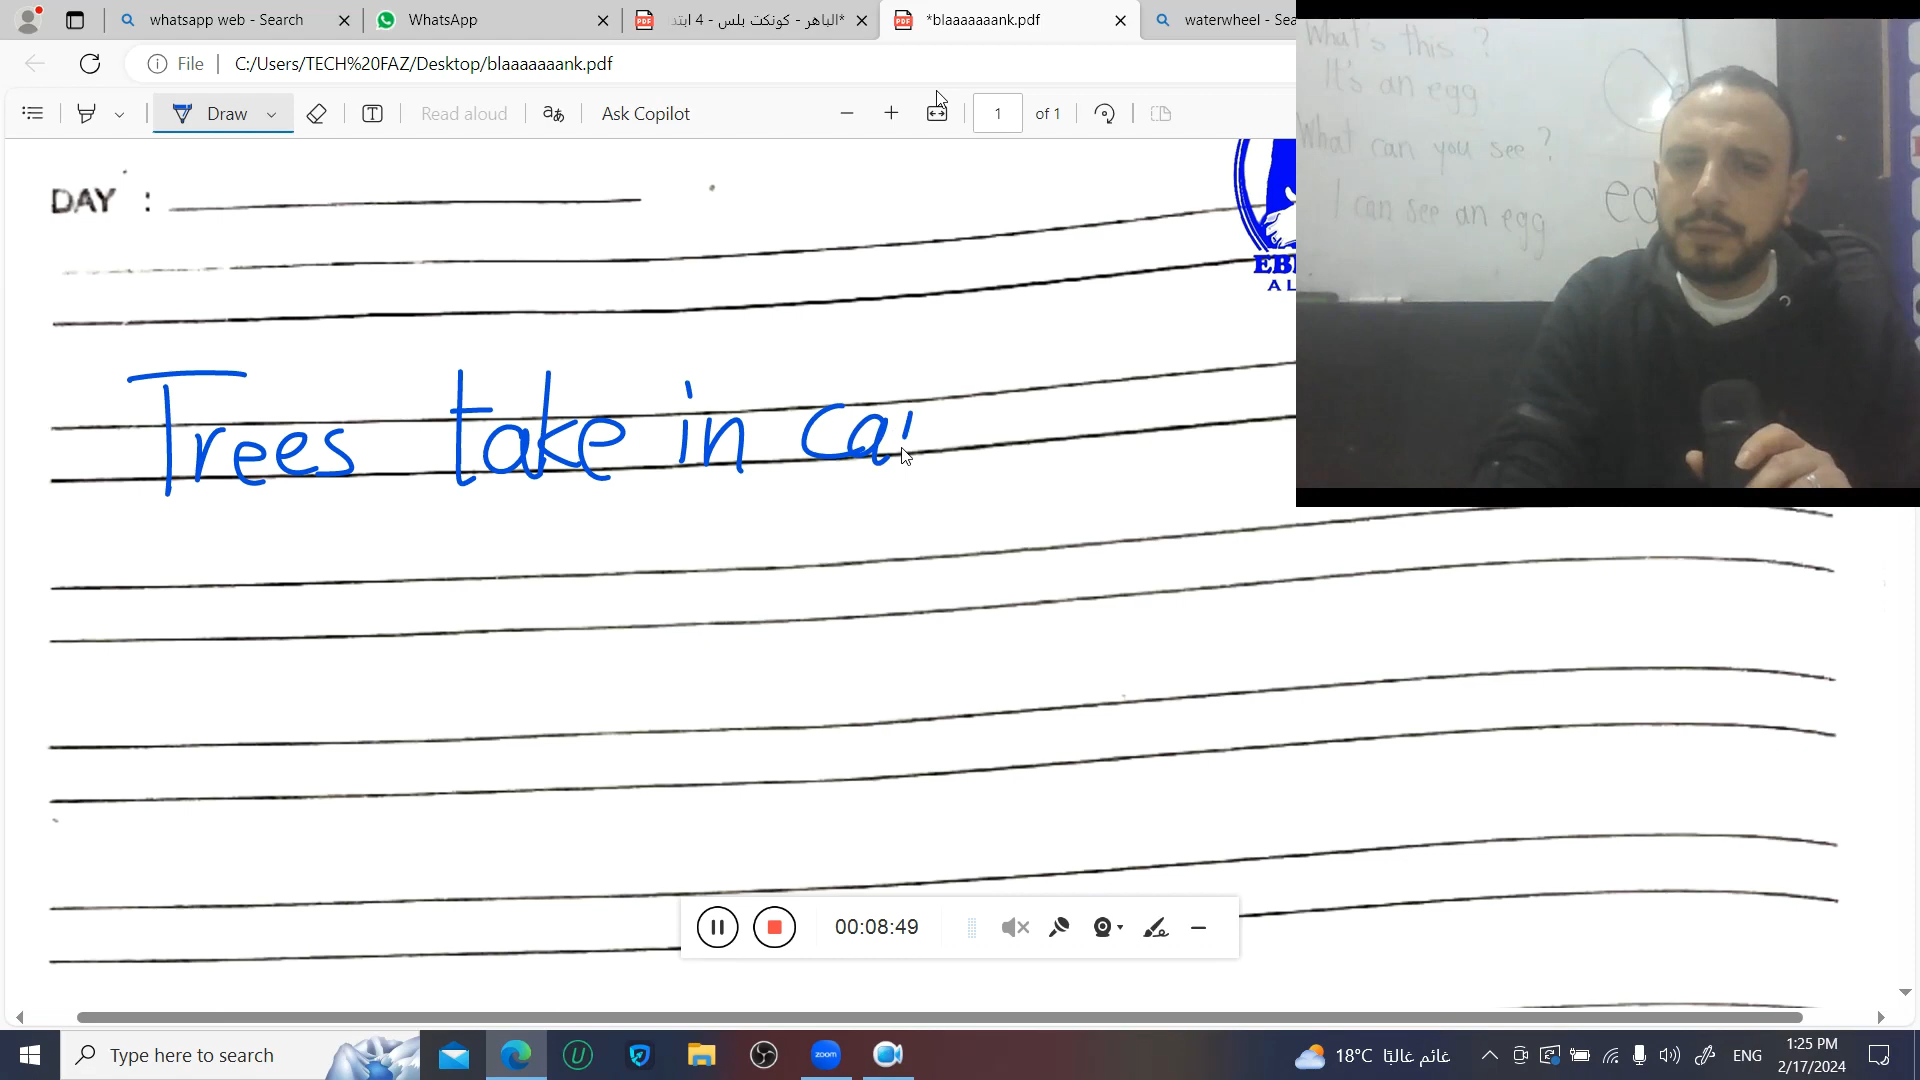 whatsapp web - Search
WhatsApp
*الباهر - كونكت بلس - 4 ابتد
*blaaaaaaank.pdf
waterwheel - Sea
File
C:/Users/TECH%20FAZ/Desktop/blaaaaaaank.pdf
Draw
Read aloud
Ask Copilot
1
of 1
DAY :
EB
A L
Trees take in ca
What's this ?
It's an egg
What can you see ?
I can see an egg
00:08:49
Type here to search
zoom
18°C غائم غالبًا
ENG
1:25 PM
2/17/2024